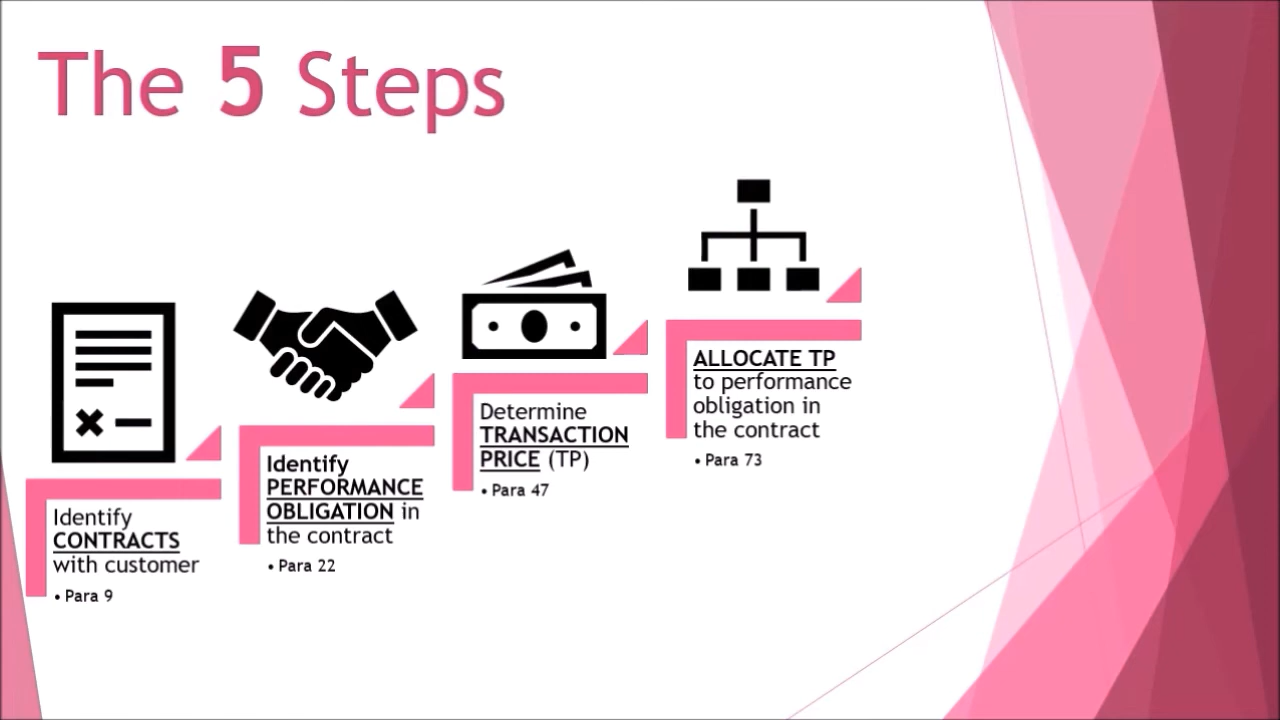 The 5 Steps
Identify
CONTRACTS
with customer
• Para 9
Identify
PERFORMANCE
OBLIGATION in
the contract
• Para 22
Determine
TRANSACTION
PRICE (TP)
• Para 47
ALLOCATE TP
to performance
obligation in
the contract
• Para 73